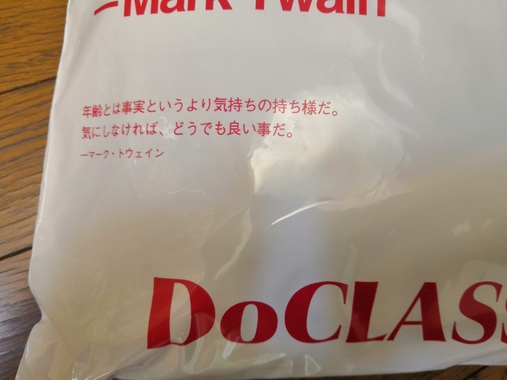 —Mark Twain
年齢とは事実というより気持ちの持ち様だ。
気にしなければ、どうでも良い事だ。
—マーク・トウェイン
DoCLASS